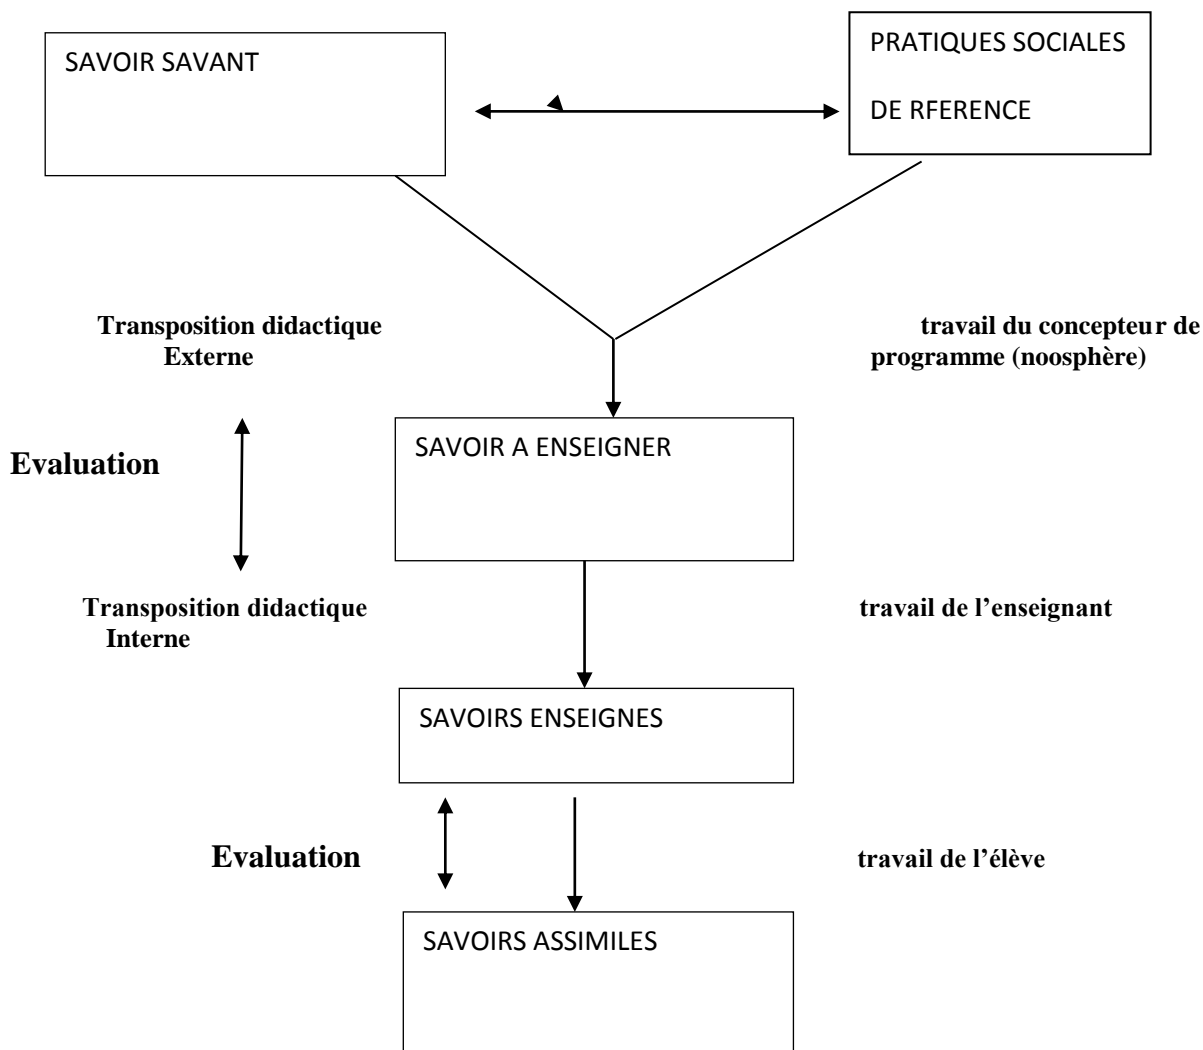 SAVOIR SAVANT
PRATIQUES SOCIALES
DE RFERENCE
Transposition didactique
Externe
travail du concepteur de
programme (noosphère)
Evaluation
SAVOIR A ENSEIGNER
Transposition didactique
Interne
travail de l’enseignant
SAVOIRS ENSEIGNES
Evaluation
travail de l’élève
SAVOIRS ASSIMILES